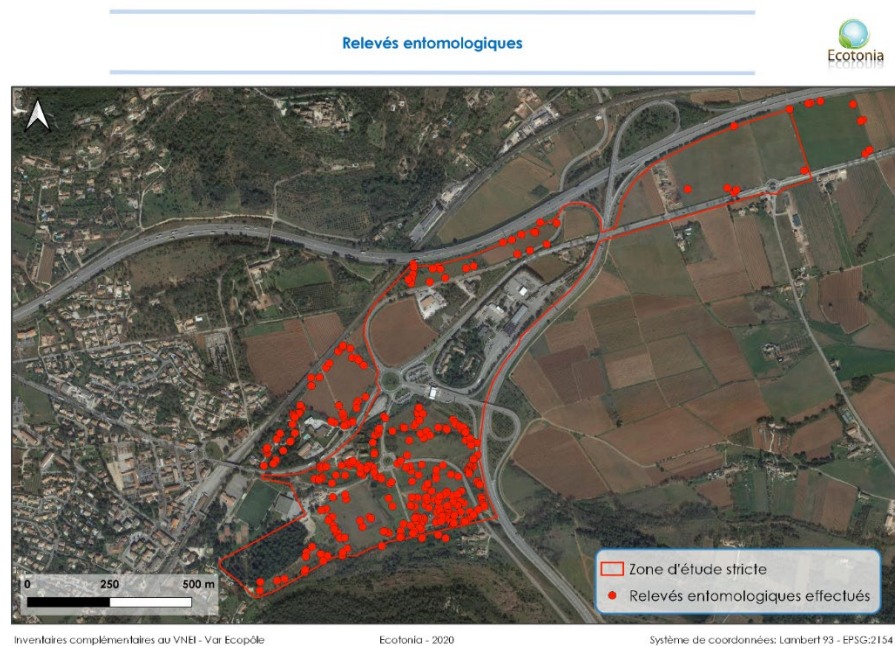 Relevés entomologiques
Ecotonia
0 250 500 m
Zone d'étude stricte
Relevés entomologiques effectués
Inventaires complémentaires au VNEI - Var Ecopôle
Ecotonia - 2020
Système de coordonnées: Lambert 93 - EPSG:2154